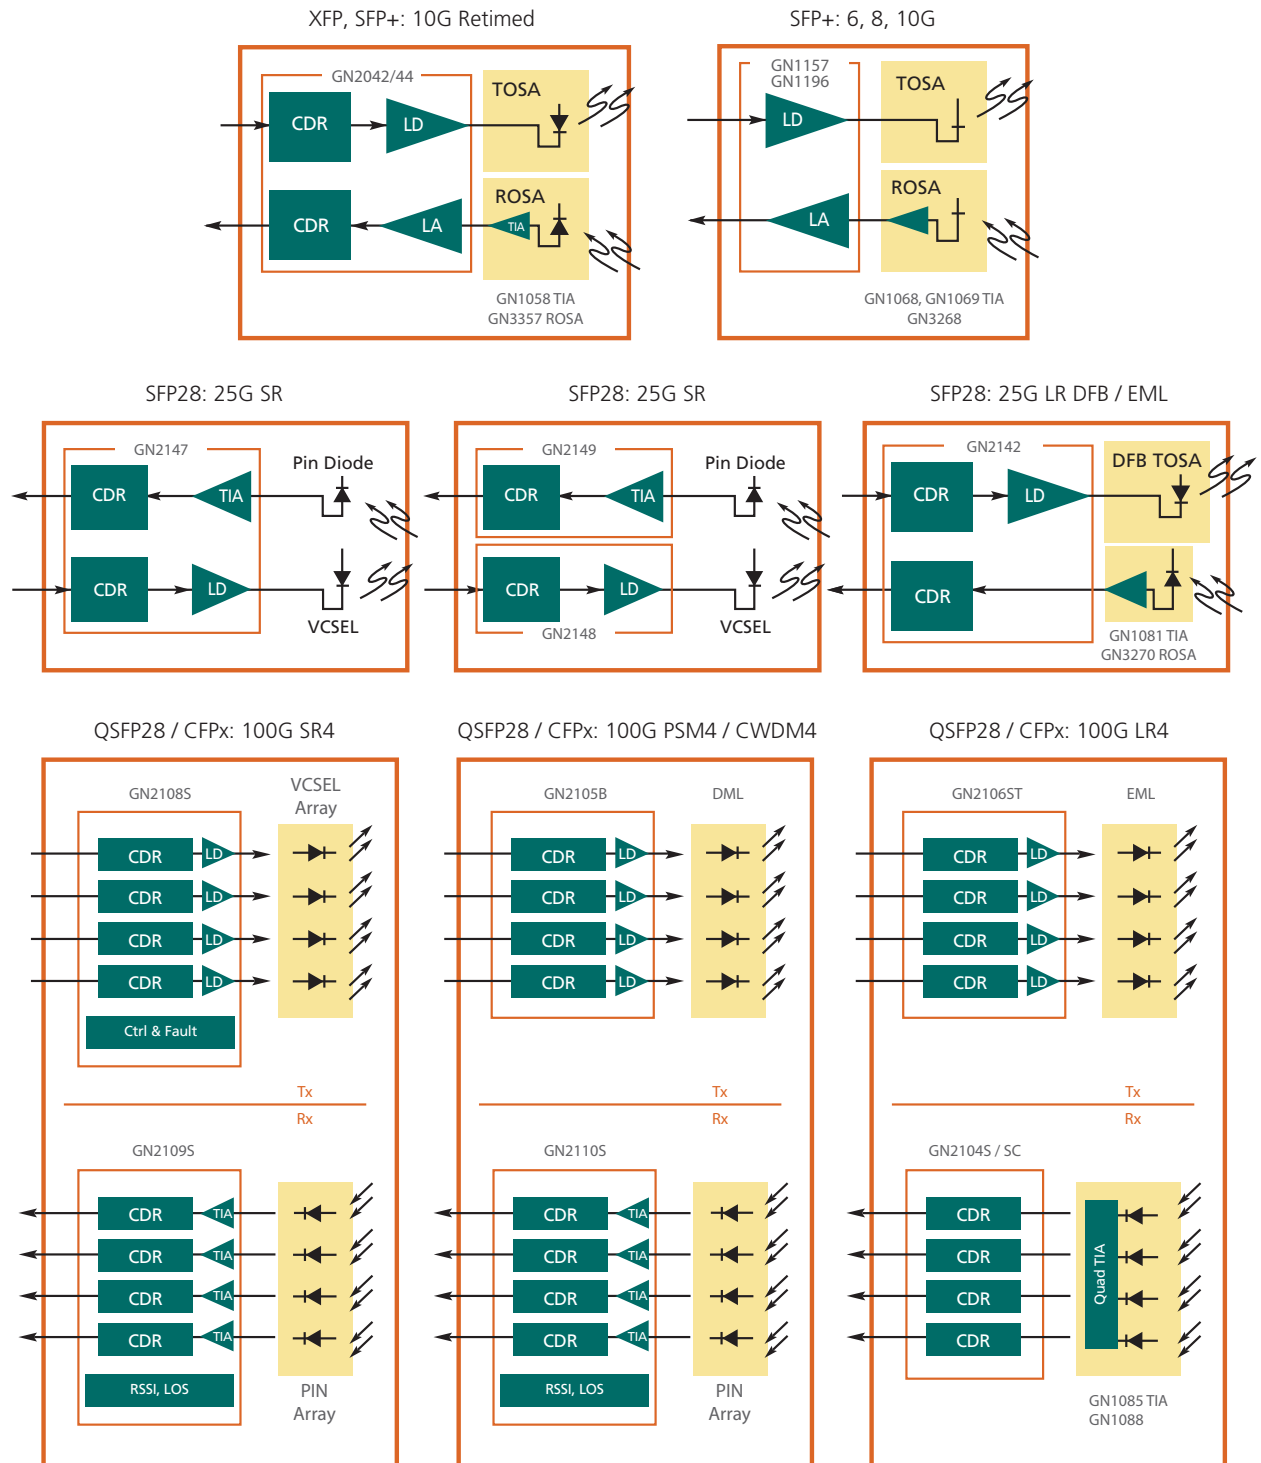 XFP, SFP+: 10G Retimed
GN2042/44
CDR
LD
TOSA
CDR
LA
ROSA
TIA
GN1058 TIA
GN3357 ROSA
SFP+: 6, 8, 10G
GN1157
GN1196
LD
TOSA
LA
ROSA
GN1068, GN1069 TIA
GN3268
SFP28: 25G SR
GN2147
CDR
TIA
Pin Diode
CDR
LD
VCSEL
SFP28: 25G SR
GN2149
CDR
TIA
Pin Diode
CDR
LD
GN2148
VCSEL
SFP28: 25G LR DFB / EML
GN2142
CDR
LD
DFB TOSA
CDR
GN1081 TIA
GN3270 ROSA
QSFP28 / CFPx: 100G SR4
GN2108S
VCSEL
Array
CDR
LD
CDR
LD
CDR
LD
CDR
LD
Ctrl & Fault
Tx
Rx
GN2109S
CDR
TIA
CDR
TIA
CDR
TIA
CDR
TIA
RSSI, LOS
PIN
Array
QSFP28 / CFPx: 100G PSM4 / CWDM4
GN2105B
DML
CDR
LD
CDR
LD
CDR
LD
CDR
LD
Tx
Rx
GN2110S
CDR
TIA
CDR
TIA
CDR
TIA
CDR
TIA
RSSI, LOS
PIN
Array
QSFP28 / CFPx: 100G LR4
GN2106ST
EML
CDR
LD
CDR
LD
CDR
LD
CDR
LD
Tx
Rx
GN2104S / SC
CDR
CDR
CDR
CDR
Quad TIA
GN1085 TIA
GN1088